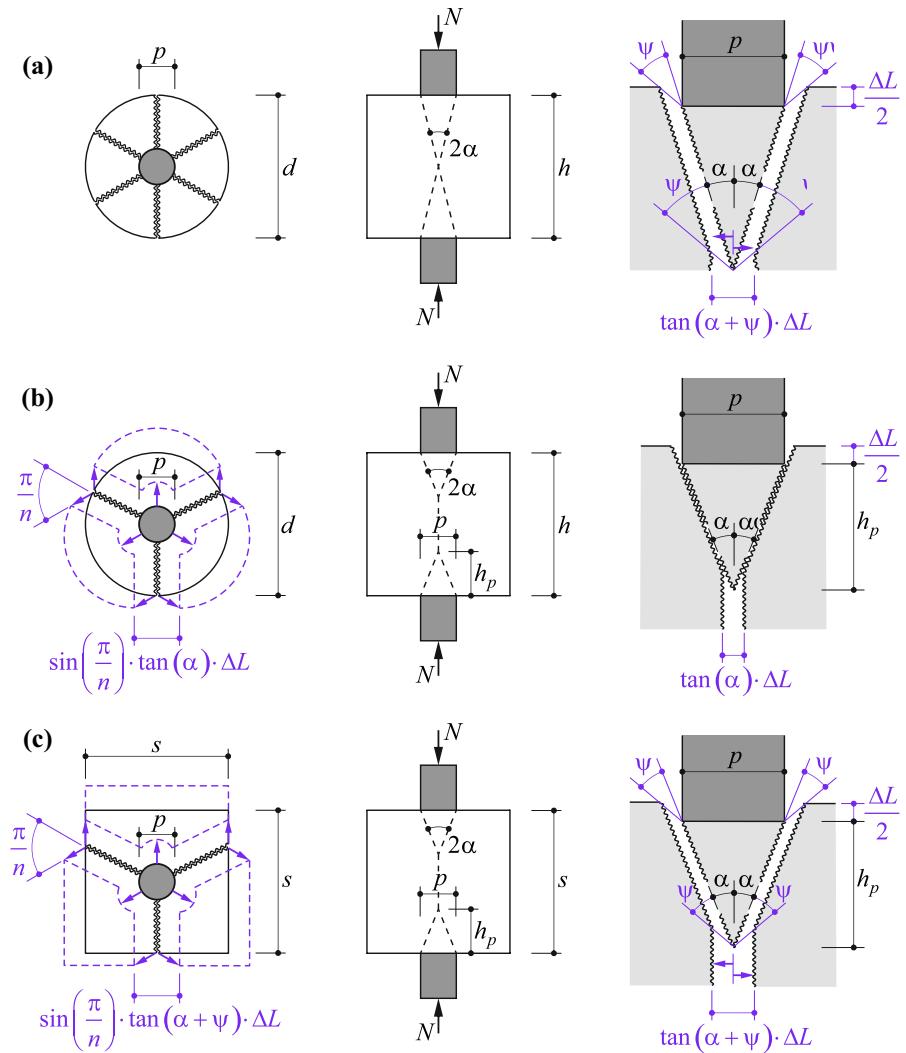 (a)
p
d
N
2α
h
N
ψ
p
ψ
ΔL/2
α α
ψ
tan(α + ψ)·ΔL
(b)
π/n
p
d
sin(π/n)·tan(α)·ΔL
N
2α
p
h_p
h
N
p
ΔL/2
α α
h_p
tan(α)·ΔL
(c)
s
π/n
p
s
sin(π/n)·tan(α + ψ)·ΔL
N
2α
p
h_p
s
N
ψ
p
ψ
ΔL/2
ψ α α ψ
h_p
tan(α + ψ)·ΔL